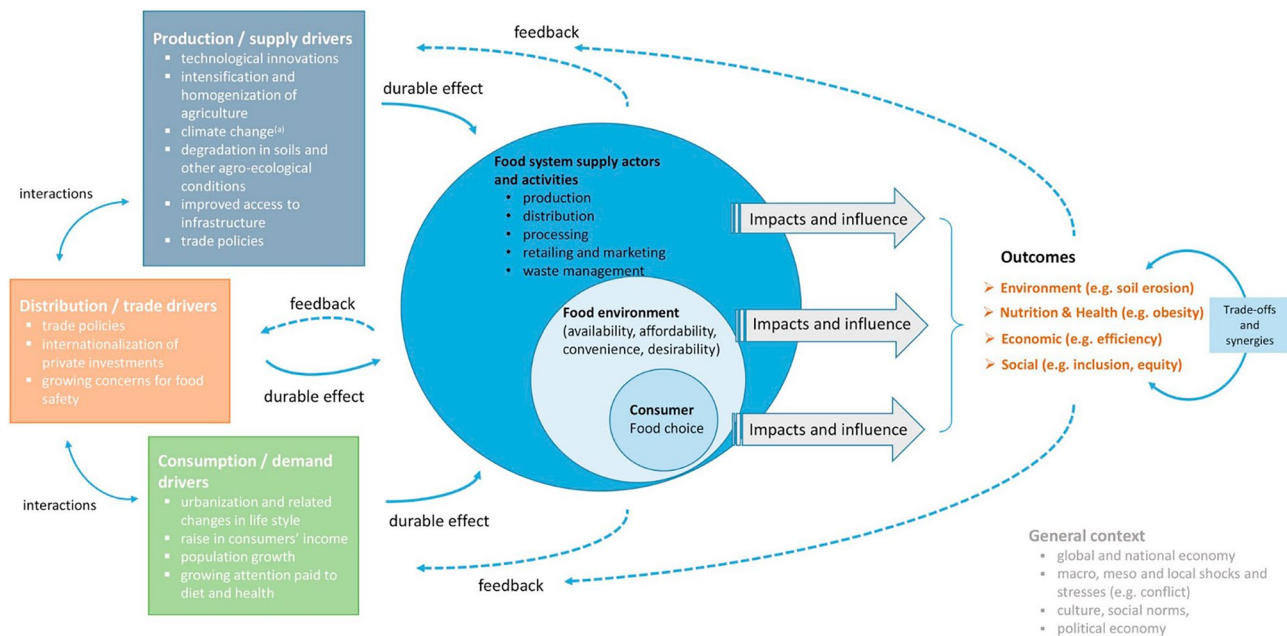 Production / supply drivers
▪ technological innovations
▪ intensification and
homogenization of
agriculture
▪ climate change(a)
▪ degradation in soils and
other agro-ecological
conditions
▪ improved access to
infrastructure
▪ trade policies
interactions
Distribution / trade drivers
▪ trade policies
▪ internationalization of
private investments
▪ growing concerns for food
safety
interactions
Consumption / demand
drivers
▪ urbanization and related
changes in life style
▪ raise in consumers' income
▪ population growth
▪ growing attention paid to
diet and health
feedback
durable effect
feedback
durable effect
durable effect
feedback
Food system supply actors
and activities
• production
• distribution
• processing
• retailing and marketing
• waste management
Food environment
(availability, affordability,
convenience, desirability)
Consumer
Food choice
Impacts and influence
Impacts and influence
Impacts and influence
Outcomes
➢ Environment (e.g. soil erosion)
➢ Nutrition & Health (e.g. obesity)
➢ Economic (e.g. efficiency)
➢ Social (e.g. inclusion, equity)
Trade-offs
and
synergies
General context
▪ global and national economy
▪ macro, meso and local shocks and
stresses (e.g. conflict)
▪ culture, social norms,
▪ political economy